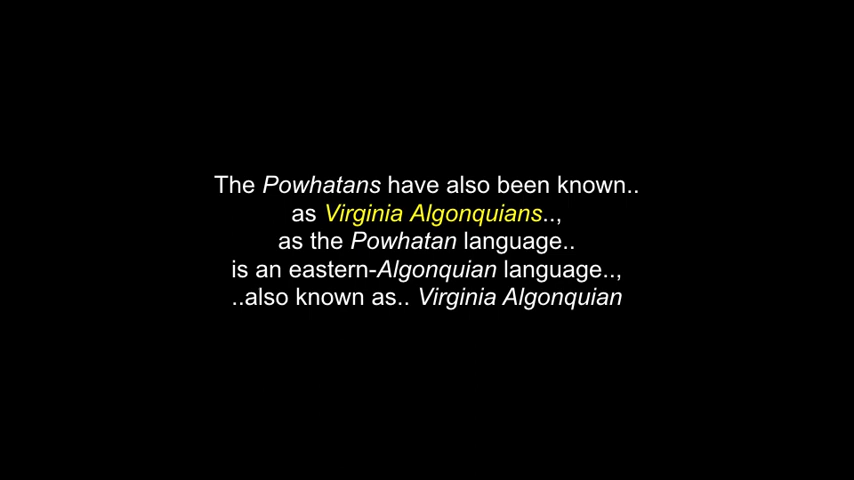 The Powhatans have also been known..
as Virginia Algonquians..,
as the Powhatan language..
is an eastern-Algonquian language..,
..also known as.. Virginia Algonquian